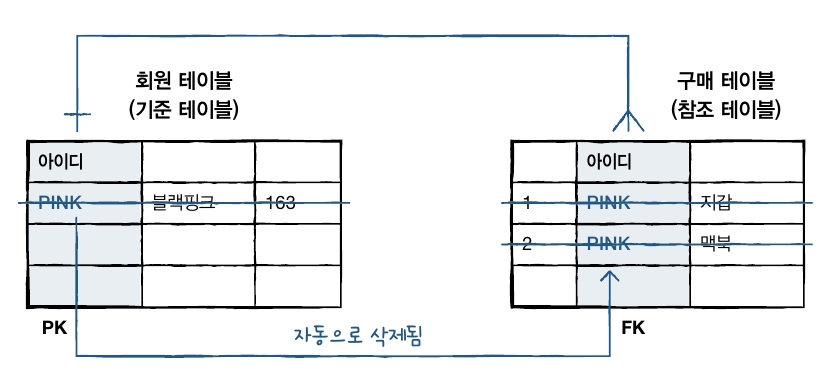 회원 테이블
(기준 테이블)
구매 테이블
(참조 테이블)
아이디
PINK 블랙핑크 163
PK
아이디
1 PINK 지갑
2 PINK 맥북
FK
자동으로 삭제됨